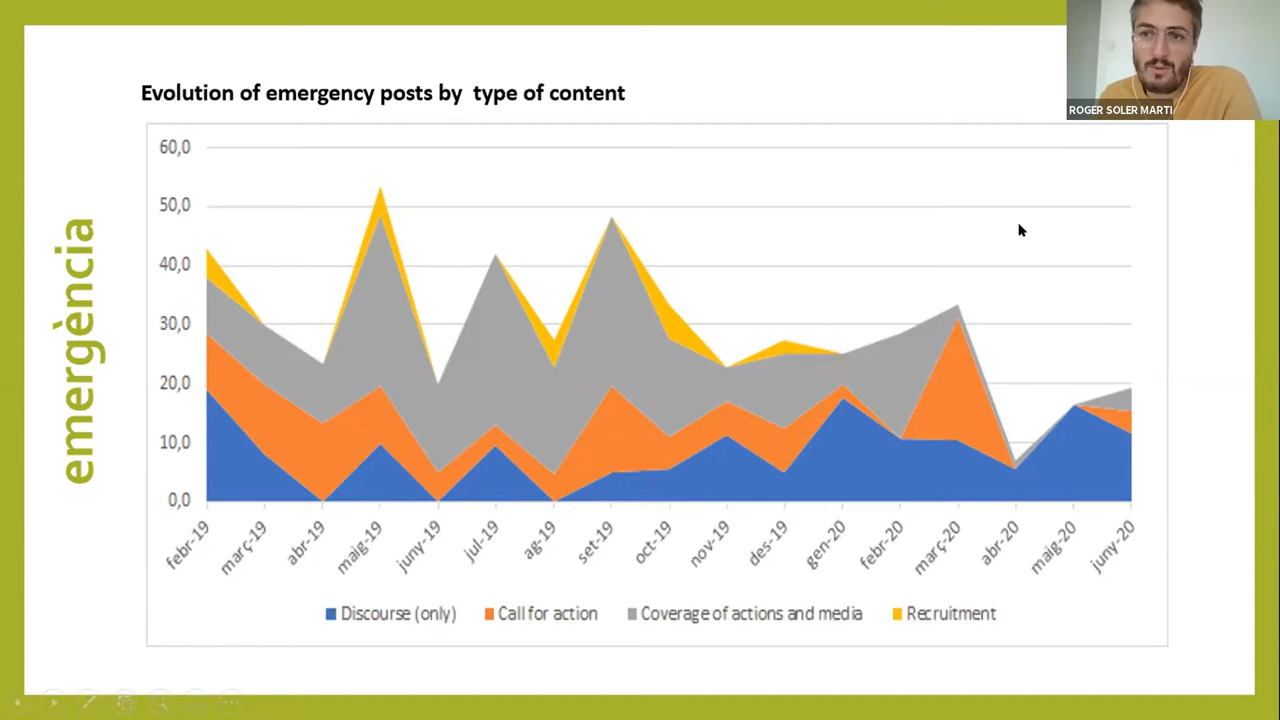 ROGER SOLER MARTI
Evolution of emergency posts by type of content
emergència
60,0
50,0
40,0
30,0
20,0
10,0
0,0
febr-19
març-19
abr-19
maig-19
juny-19
jul-19
ag-19
set-19
oct-19
nov-19
des-19
gen-20
febr-20
març-20
abr-20
maig-20
juny-20
Discourse (only) Call for action Coverage of actions and media Recruitment